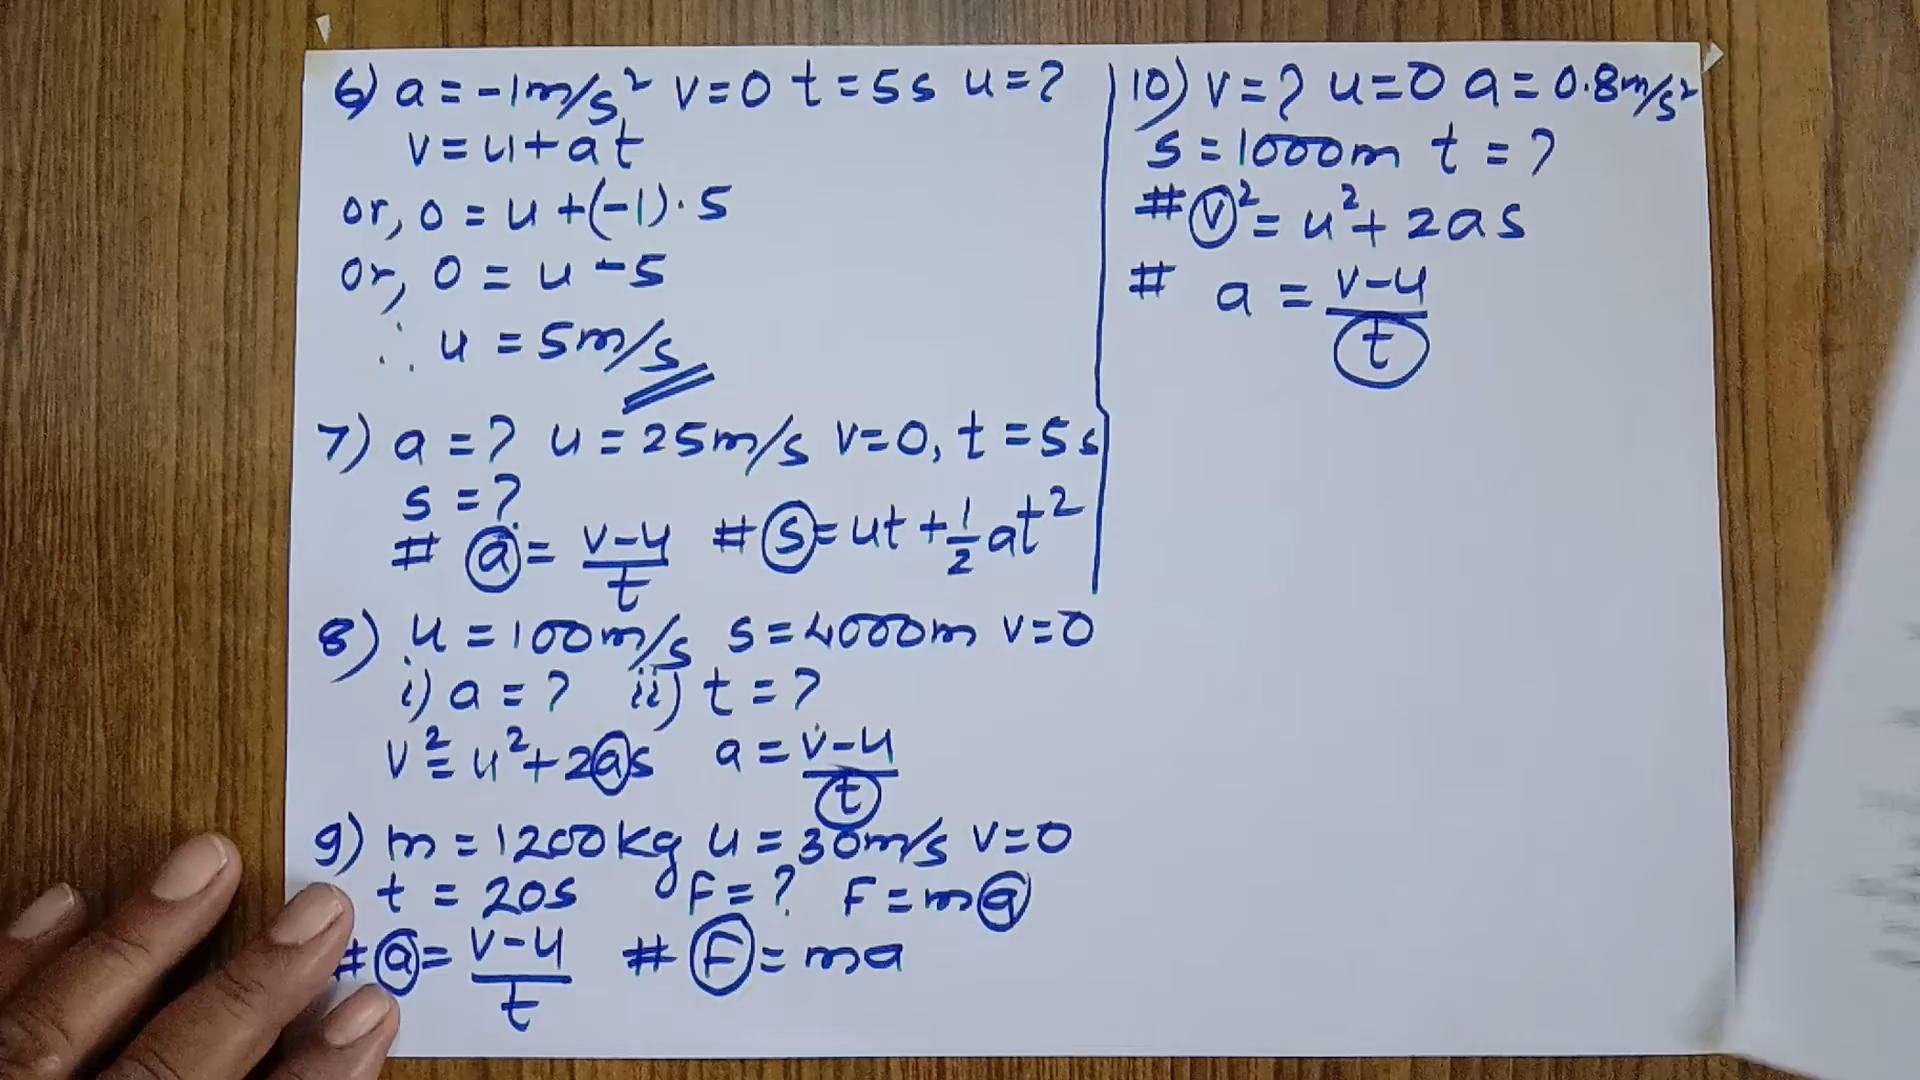 6) a = -1m/s² v=0 t=5s u=?
v=u+at
or, 0 = u +(-1)·5
or, 0 = u -5
∴ u = 5m/s
7) a =? u = 25m/s v=0, t=5s
s =?
# a = v-u/t # s = ut + 1/2 at²
8) u = 100m/s s=4000m v=0
i) a = ? ii) t = ?
v² = u² + 2as a = v-u/t
9) m = 1200kg u = 30m/s v=0
t = 20s F=? F=ma
# a = v-u/t # F = ma
10) v=? u=0 a=0.8m/s²
s=1000m t=?
# v² = u² + 2as
# a = v-u/t